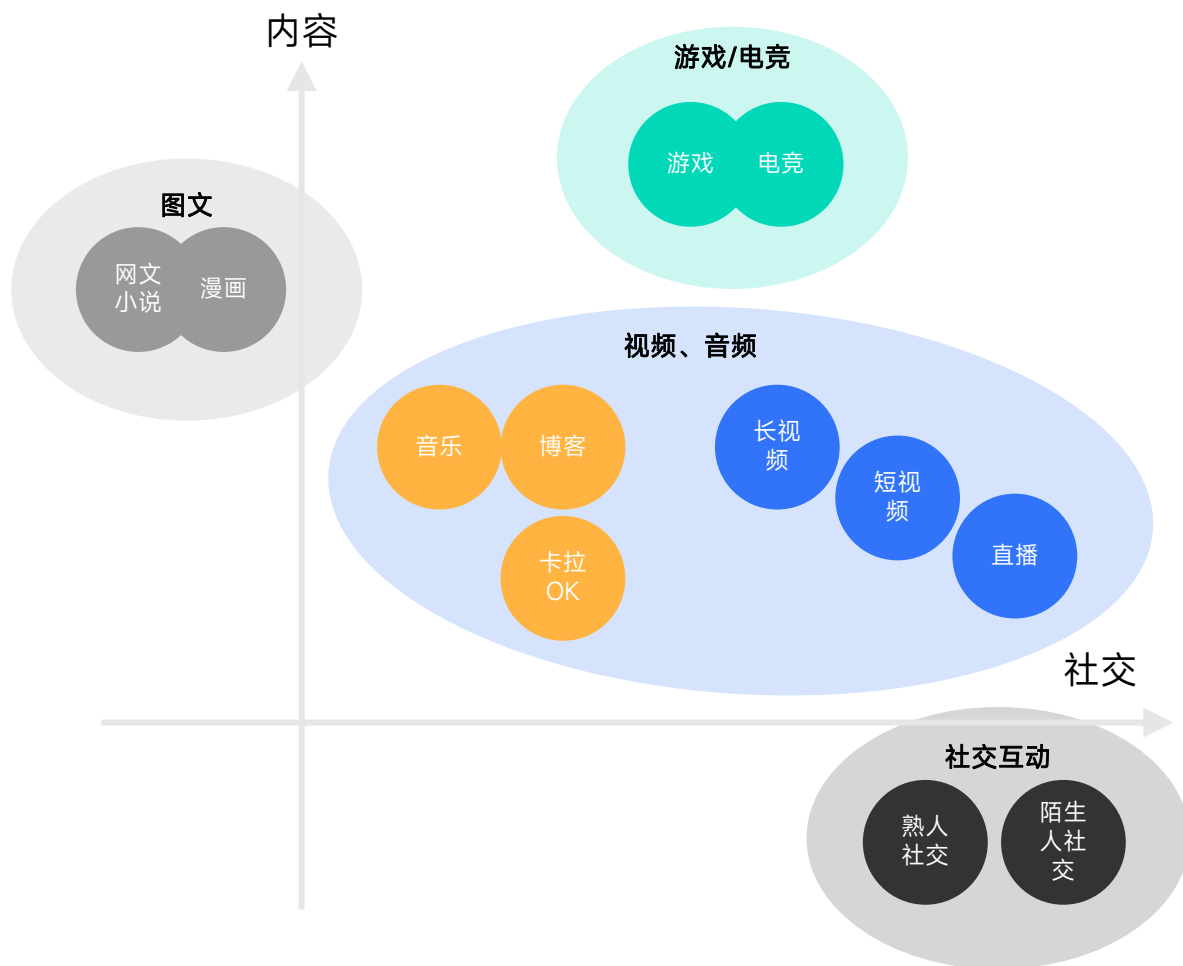 内容
游戏/电竞
游戏
电竞
图文
网文
小说
漫画
视频、音频
音乐
博客
长视
频
短视
频
卡拉
OK
直播
社交
社交互动
熟人
社交
陌生
人社
交